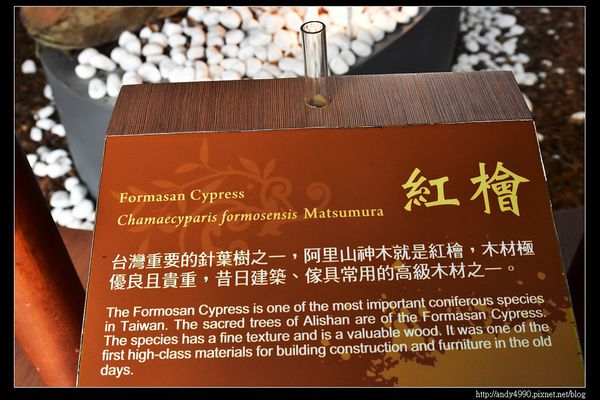 Formasan Cypress
Chamaecyparis formosensis Matsumura
紅檜
台灣重要的針葉樹之一，阿里山神木就是紅檜，木材極
優良且貴重，昔日建築、傢具常用的高級木材之一。
The Formosan Cypress is one of the most important coniferous species
in Taiwan. The sacred trees of Alishan are of the Formasan Cypress.
The species has a fine texture and is a valuable wood. It was one of the
first high-class materials for building construction and furniture in the old
days.
http://andy4990.pixnet.net/blog